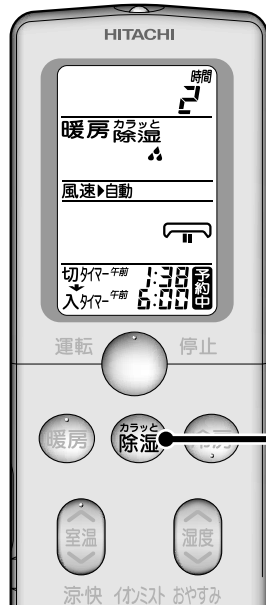 HITACHI
時間
2
暖房 カラッと除湿
風速▶自動
切タイマー 午前 1:38
入タイマー 午前 6:00
予約中
運転 停止
暖房 カラッと除湿 冷房
室温 湿度
涼快 イオンミスト おやすみ